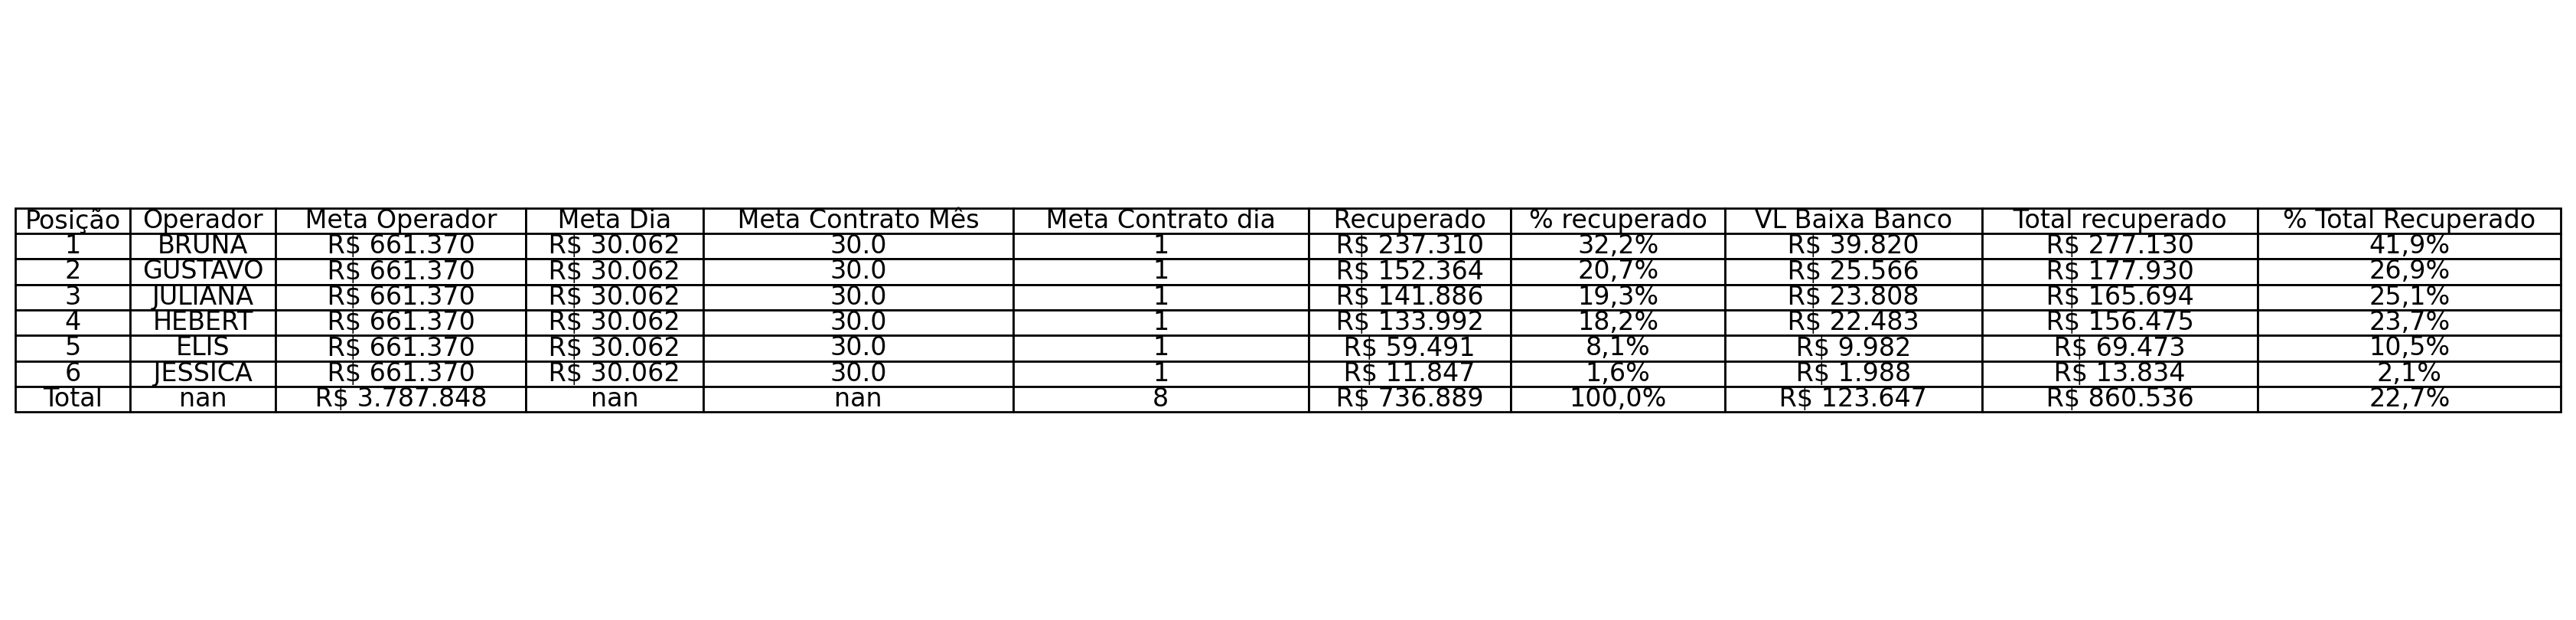 Posição Operador Meta Operador Meta Dia Meta Contrato Mês Meta Contrato dia Recuperado % recuperado VL Baixa Banco Total recuperado % Total Recuperado
1 BRUNA R$ 661.370 R$ 30.062 30.0 1 R$ 237.310 32,2% R$ 39.820 R$ 277.130 41,9%
2 GUSTAVO R$ 661.370 R$ 30.062 30.0 1 R$ 152.364 20,7% R$ 25.566 R$ 177.930 26,9%
3 JULIANA R$ 661.370 R$ 30.062 30.0 1 R$ 141.886 19,3% R$ 23.808 R$ 165.694 25,1%
4 HEBERT R$ 661.370 R$ 30.062 30.0 1 R$ 133.992 18,2% R$ 22.483 R$ 156.475 23,7%
5 ELIS R$ 661.370 R$ 30.062 30.0 1 R$ 59.491 8,1% R$ 9.982 R$ 69.473 10,5%
6 JESSICA R$ 661.370 R$ 30.062 30.0 1 R$ 11.847 1,6% R$ 1.988 R$ 13.834 2,1%
Total nan R$ 3.787.848 nan nan 8 R$ 736.889 100,0% R$ 123.647 R$ 860.536 22,7%